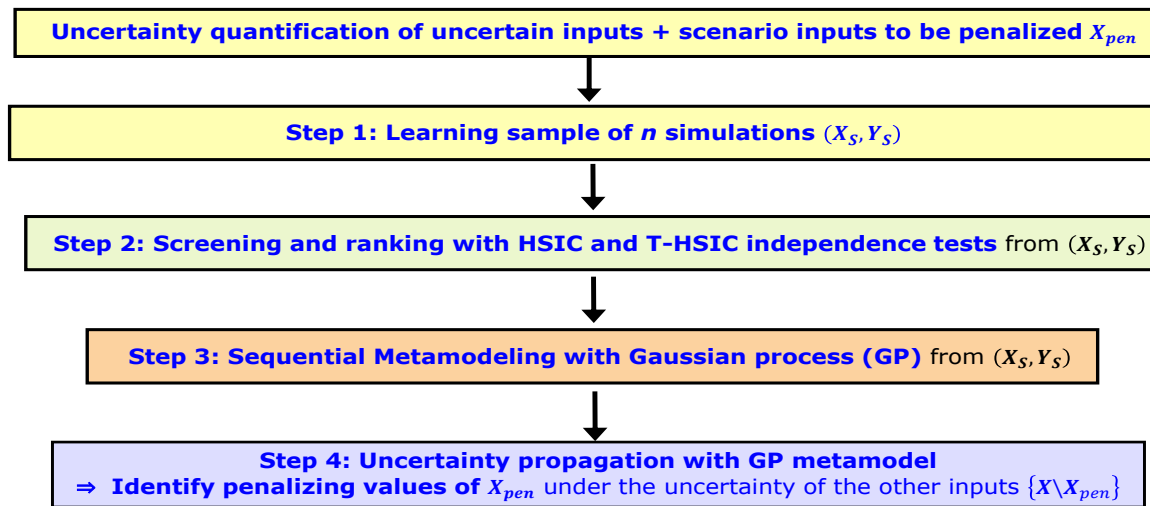 Uncertainty quantification of uncertain inputs + scenario inputs to be penalized X_pen
Step 1: Learning sample of n simulations (X_S, Y_S)
Step 2: Screening and ranking with HSIC and T-HSIC independence tests from (X_S, Y_S)
Step 3: Sequential Metamodeling with Gaussian process (GP) from (X_S, Y_S)
Step 4: Uncertainty propagation with GP metamodel
⇒ Identify penalizing values of X_pen under the uncertainty of the other inputs {X\X_pen}